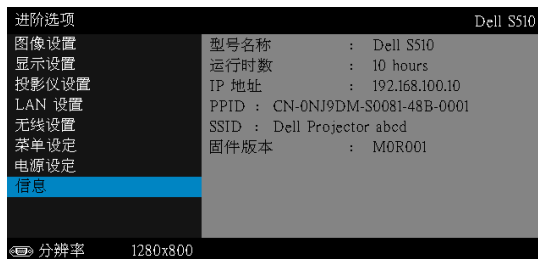 进阶选项 Dell S510
图像设置
显示设置
投影仪设置
LAN 设置
无线设置
菜单设定
电源设定
信息
型号名称 : Dell S510
运行时数 : 10 hours
IP 地址 : 192.168.100.10
PPID : CN-0NJ9DM-S0081-48B-0001
SSID : Dell Projector abcd
固件版本 : M0R001
分辨率 1280x800